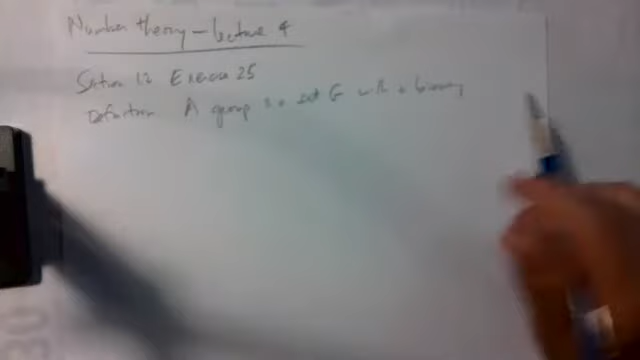 Number theory - lecture 4
Section 12 Exercise 25
Definition A group is a set G with a binary